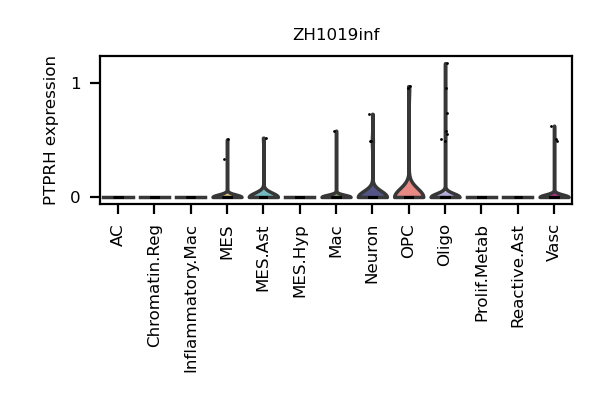 ZH1019inf
PTPRH expression
1
0
AC
Chromatin.Reg
Inflammatory.Mac
MES
MES.Ast
MES.Hyp
Mac
Neuron
OPC
Oligo
Prolif.Metab
Reactive.Ast
Vasc